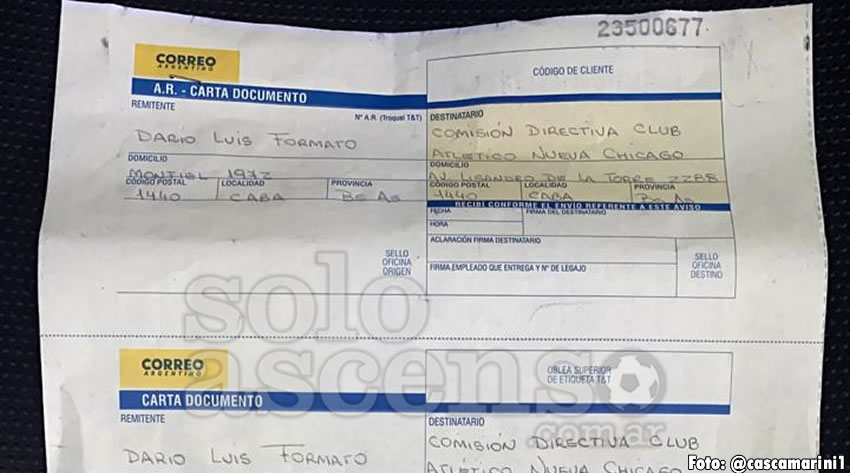 23500677
CORREO
ARGENTINO
CÓDIGO DE CLIENTE
A.R. - CARTA DOCUMENTO
REMITENTE
Nº A.R. (Troquel T&T)
DESTINATARIO
DARIO LUIS FORMATO
COMISIÓN DIRECTIVA CLUB
ATLETICO NUEVA CHICAGO
DOMICILIO
DOMICILIO
MONTIEL 1972
AV. LISANDRO DE LA TORRE 2288
CÓDIGO POSTAL
LOCALIDAD
PROVINCIA
CÓDIGO POSTAL
LOCALIDAD
PROVINCIA
1440
CABA
Bs As
1440
CABA
Bs As
RECIBÍ CONFORME EL ENVÍO REFERENTE A ESTE AVISO
FECHA
FIRMA DEL DESTINATARIO
HORA
ACLARACIÓN FIRMA DESTINATARIO
SELLO
OFICINA
ORIGEN
FIRMA EMPLEADO QUE ENTREGA Y Nº DE LEGAJO
SELLO
OFICINA
DESTINO
solo
ascenso
.com.ar
CORREO
ARGENTINO
OBLEA SUPERIOR
DE ETIQUETA T&T
CARTA DOCUMENTO
REMITENTE
DESTINATARIO
DARIO LUIS FORMATO
COMISIÓN DIRECTIVA CLUB
ATLETICO NUEVA CHICAGO
Foto: @cascamarini1